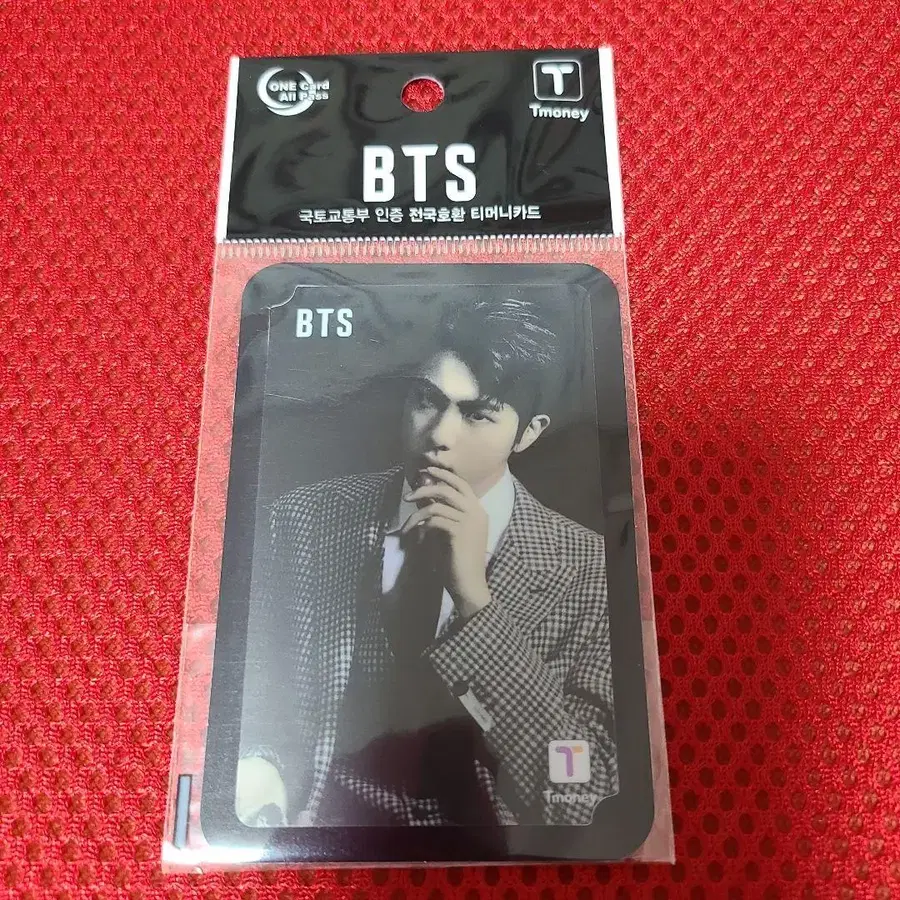 ONE Card
All Pass
Tmoney
BTS
국토교통부 인증 전국호환 티머니카드
BTS
Tmoney